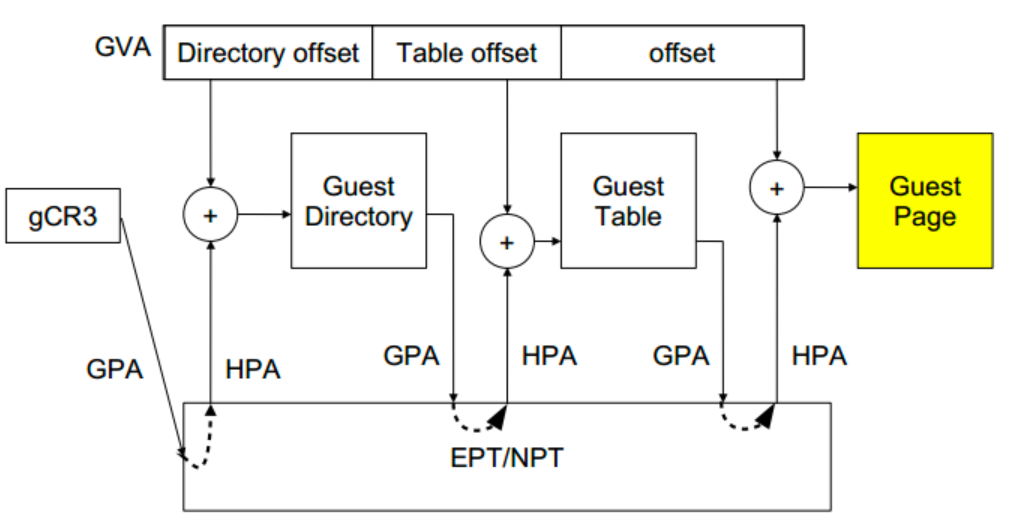 GVA
Directory offset
Table offset
offset
gCR3
+
Guest
Directory
+
Guest
Table
+
Guest
Page
GPA
HPA
GPA
HPA
GPA
HPA
EPT/NPT